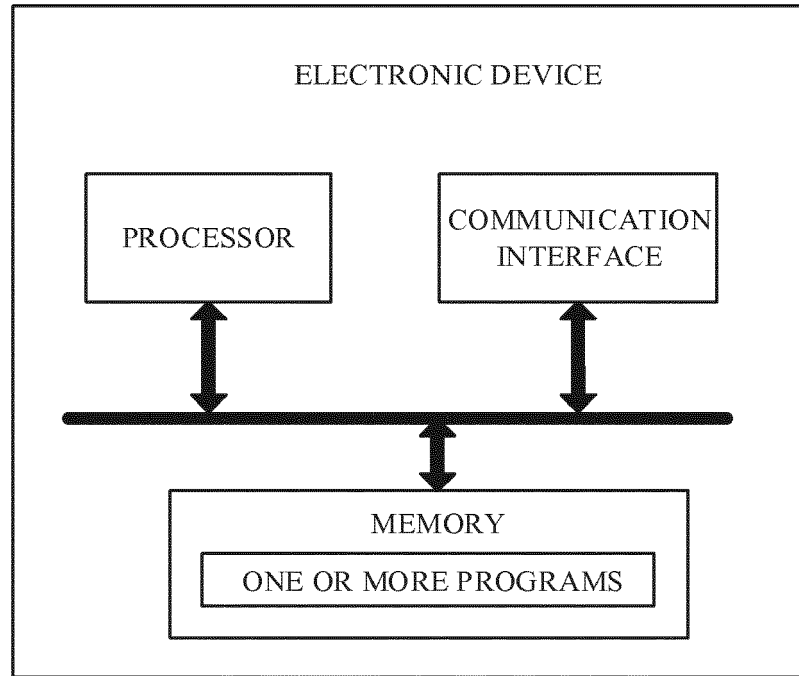 ELECTRONIC DEVICE
PROCESSOR
COMMUNICATION
INTERFACE
MEMORY
ONE OR MORE PROGRAMS